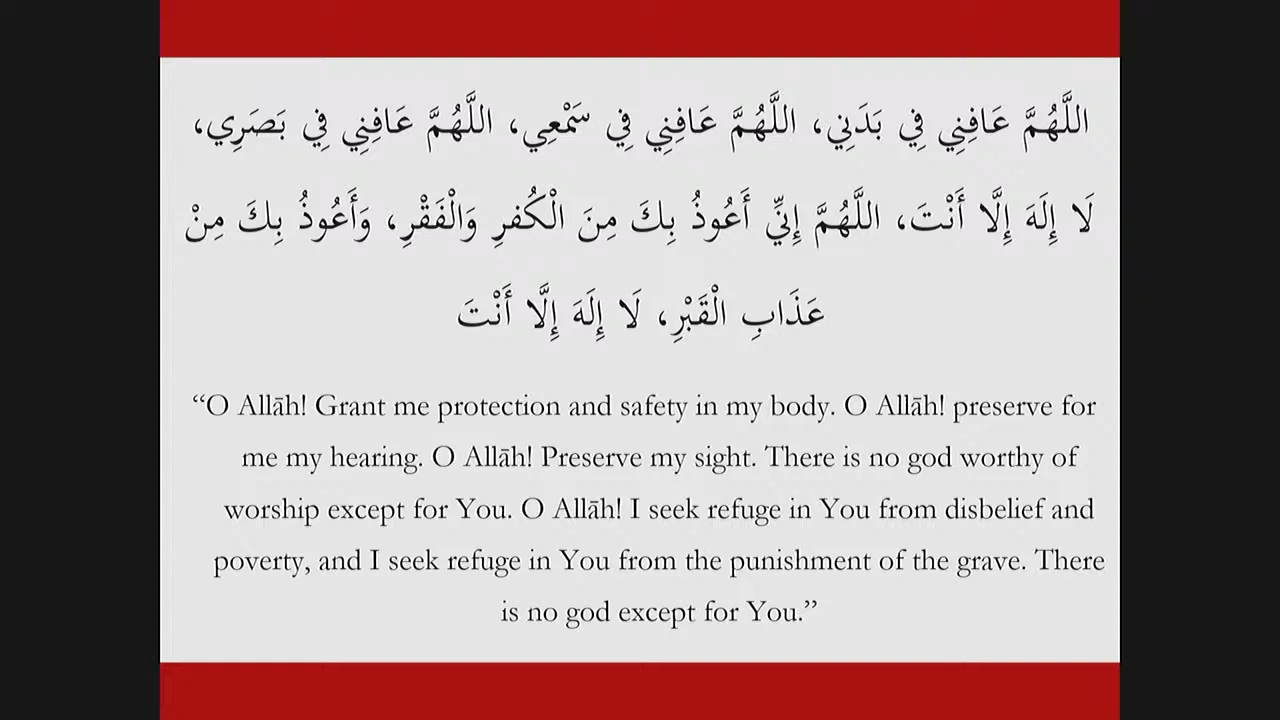 اللَّهُمَّ عَافِنِي فِي بَدَنِي، اللَّهُمَّ عَافِنِي فِي سَمْعِي، اللَّهُمَّ عَافِنِي فِي بَصَرِي،
لَا إِلَهَ إِلَّا أَنْتَ، اللَّهُمَّ إِنِّي أَعُوذُ بِكَ مِنَ الْكُفرِ وَالْفَقْرِ، وَأَعُوذُ بِكَ مِنْ
عَذَابِ الْقَبْرِ، لَا إِلَهَ إِلَّا أَنْتَ
“O Allāh! Grant me protection and safety in my body. O Allāh! preserve for
me my hearing. O Allāh! Preserve my sight. There is no god worthy of
worship except for You. O Allāh! I seek refuge in You from disbelief and
poverty, and I seek refuge in You from the punishment of the grave. There
is no god except for You.”